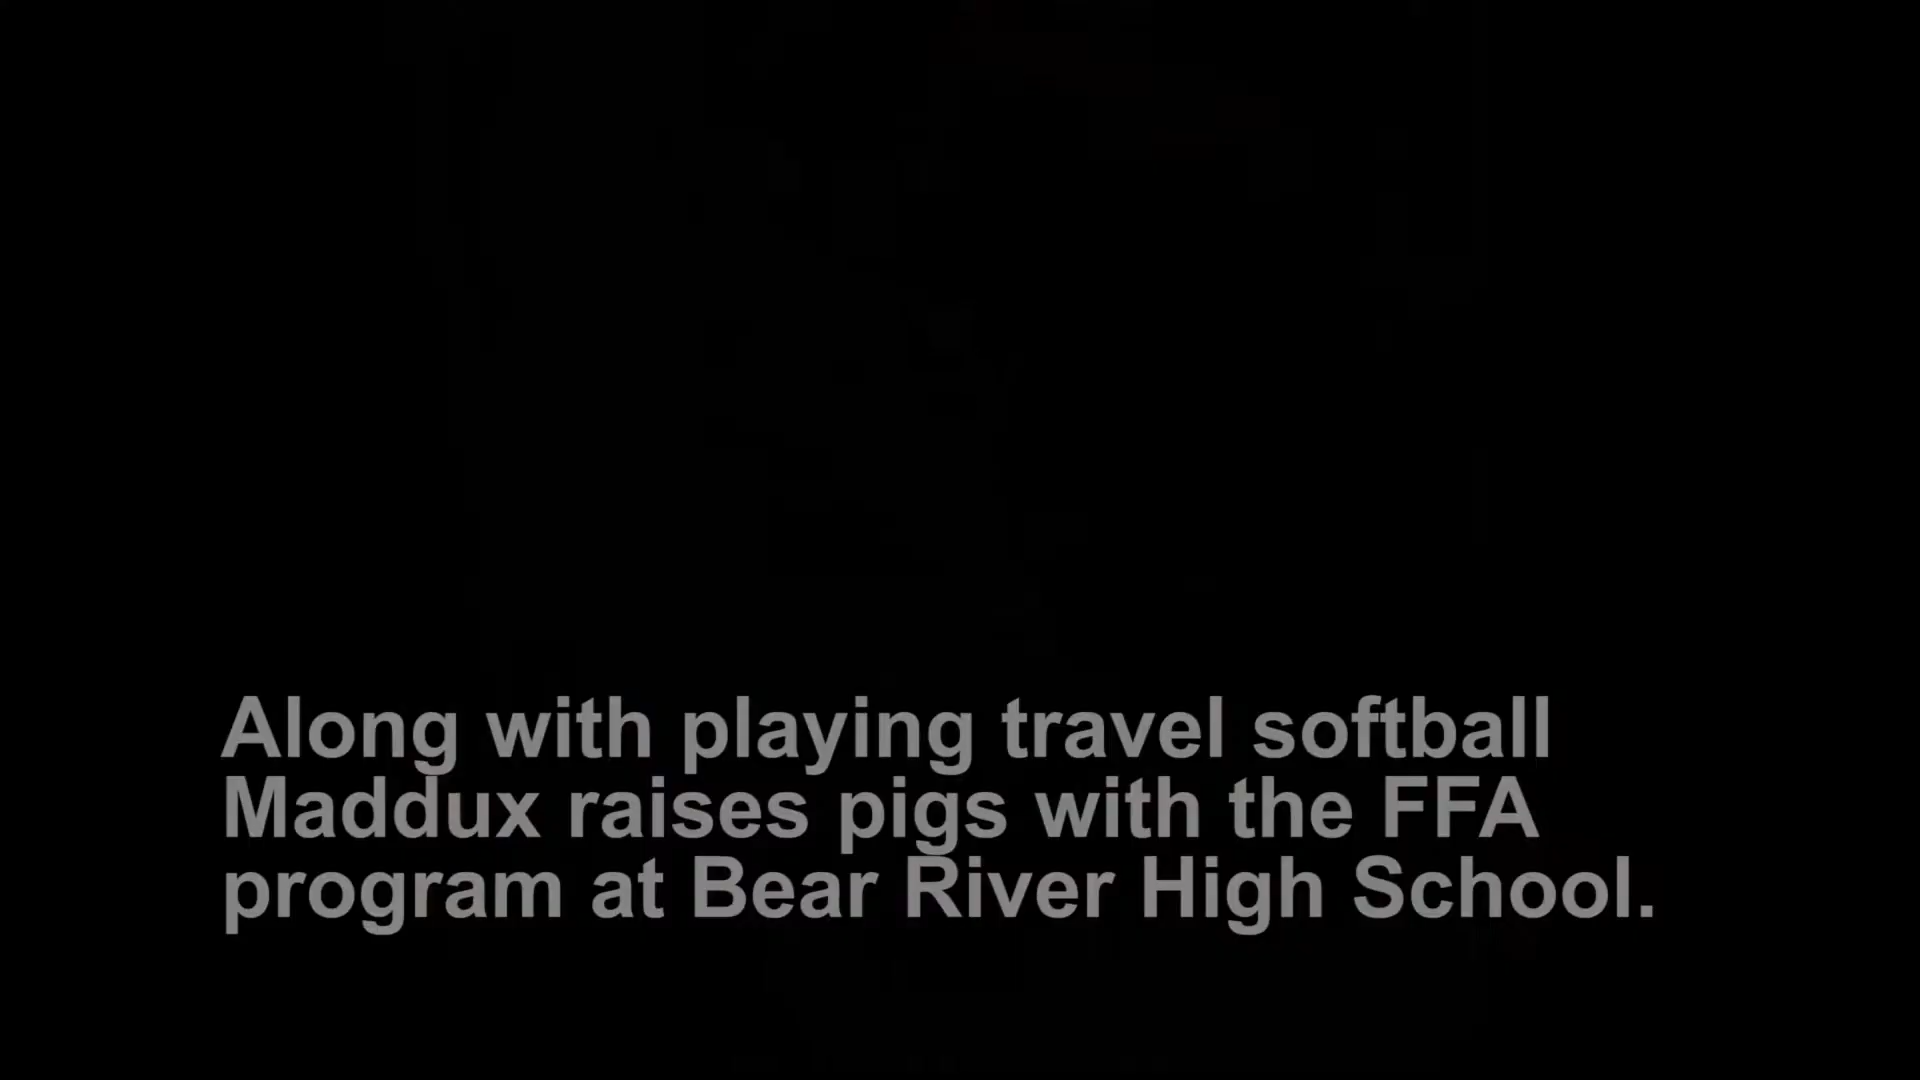 Along with playing travel softball
Maddux raises pigs with the FFA
program at Bear River High School.